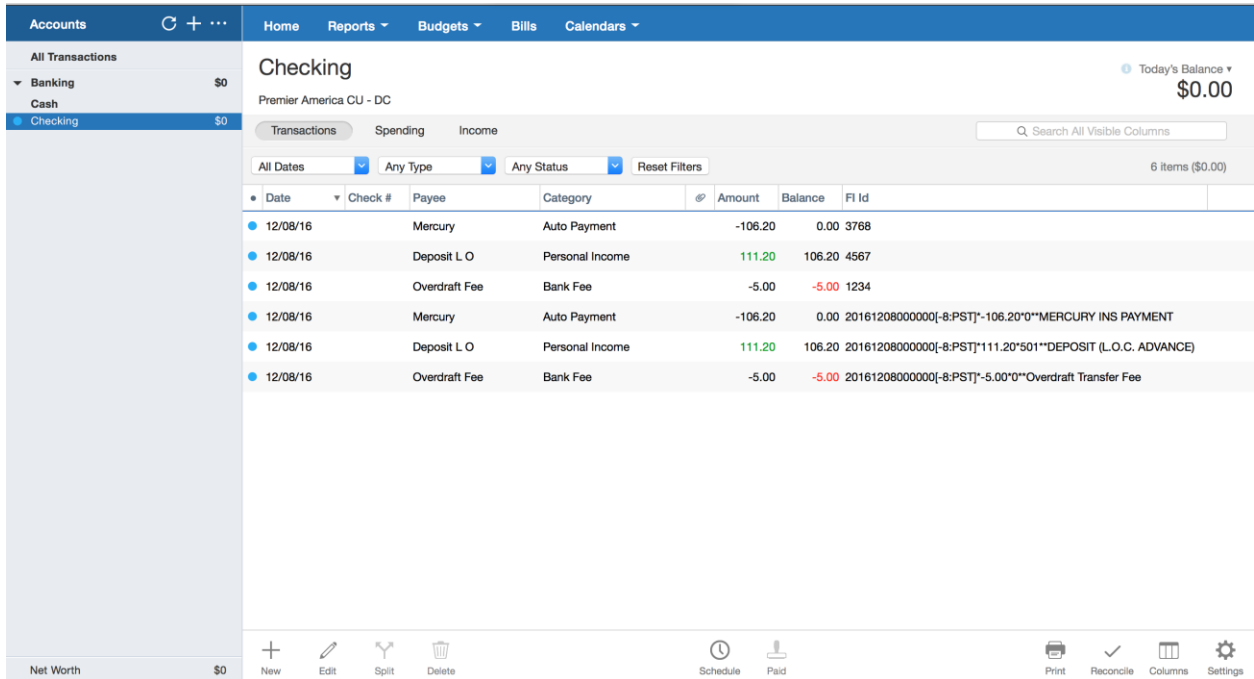 Accounts
Home Reports Budgets Bills Calendars
All Transactions
Banking $0
Cash
Checking $0
Checking
Premier America CU - DC
Today's Balance
$0.00
Transactions Spending Income
Search All Visible Columns
All Dates Any Type Any Status Reset Filters 6 items ($0.00)
Date Check # Payee Category Amount Balance FI Id
12/08/16 Mercury Auto Payment -106.20 0.00 3768
12/08/16 Deposit L O Personal Income 111.20 106.20 4567
12/08/16 Overdraft Fee Bank Fee -5.00 -5.00 1234
12/08/16 Mercury Auto Payment -106.20 0.00 20161208000000[-8:PST]*-106.20*0**MERCURY INS PAYMENT
12/08/16 Deposit L O Personal Income 111.20 106.20 20161208000000[-8:PST]*111.20*501**DEPOSIT (L.O.C. ADVANCE)
12/08/16 Overdraft Fee Bank Fee -5.00 -5.00 20161208000000[-8:PST]*-5.00*0**Overdraft Transfer Fee
Net Worth $0
New Edit Split Delete Schedule Paid Print Reconcile Columns Settings